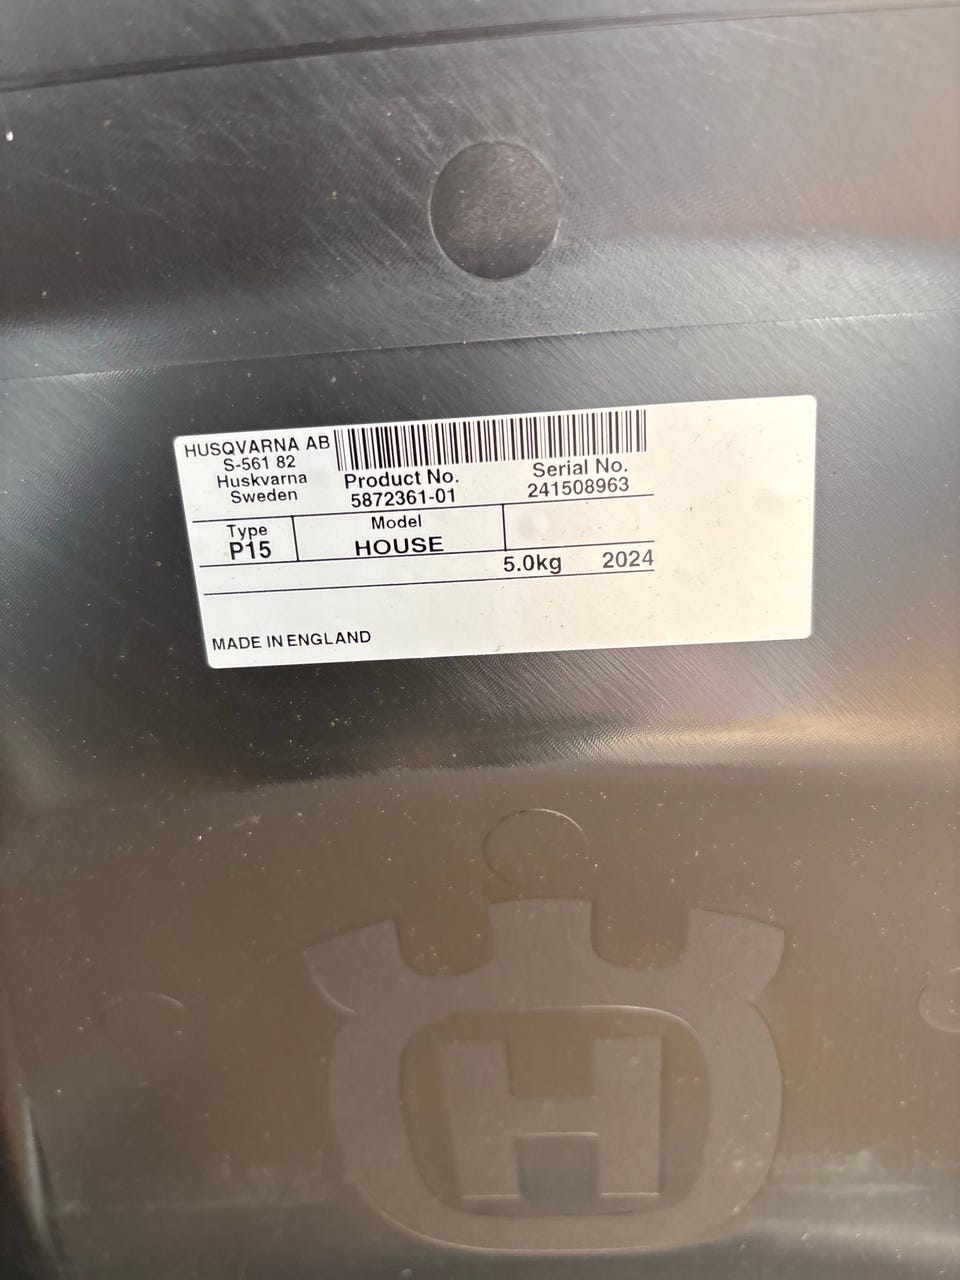 HUSQVARNA AB
S-561 82
Huskvarna
Sweden
Product No.
5872361-01
Serial No.
241508963
Type
P15
Model
HOUSE
5.0kg 2024
MADE IN ENGLAND
H